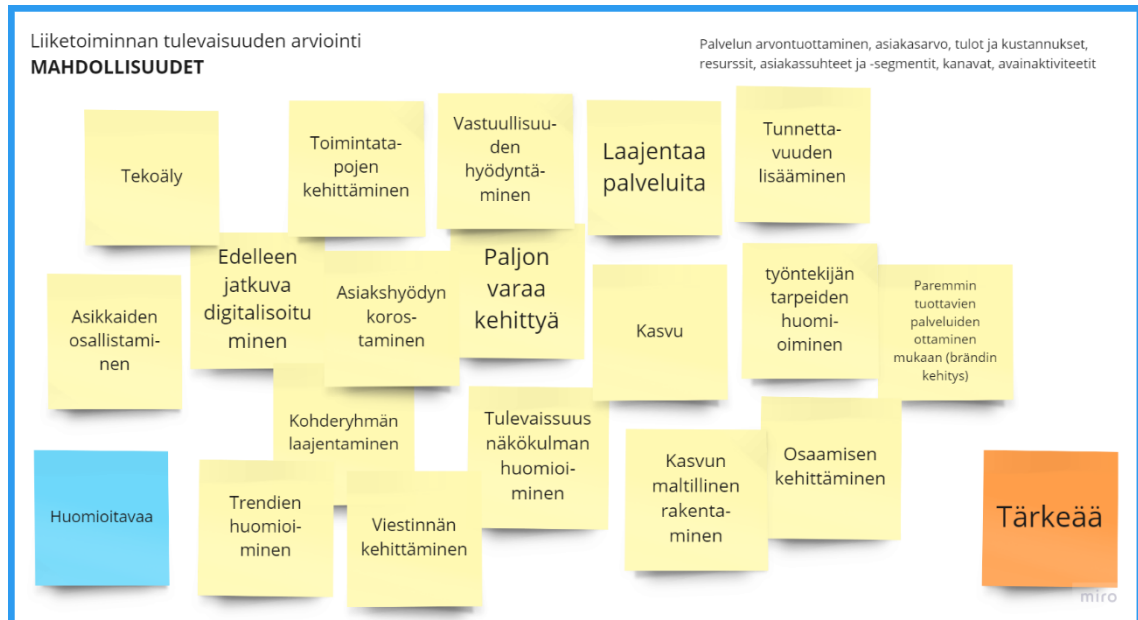 Liiketoiminnan tulevaisuuden arviointi
MAHDOLLISUUDET
Palvelun arvontuottaminen, asiakasarvo, tulot ja kustannukset,
resurssit, asiakassuhteet ja -segmentit, kanavat, avainaktiviteetit
Tekoäly
Toimintata-
pojen
kehittäminen
Vastuullisuu-
den
hyödyntä-
minen
Laajentaa
palveluita
Tunnetta-
vuuden
lisääminen
Asikkaiden
osallistami-
nen
Edelleen
jatkuva
digitalisoitu
minen
Asiakshyödyn
koros-
taminen
Paljon
varaa
kehittyä
Kasvu
työntekijän
tarpeiden
huomi-
oiminen
Paremmin
tuottavien
palveluiden
ottaminen
mukaan (brändin
kehitys)
Kohderyhmän
laajentaminen
Tulevaissuus
näkökulman
huomioi-
minen
Kasvun
maltillinen
rakenta-
minen
Osaamisen
kehittäminen
Huomioitavaa
Trendien
huomioi-
minen
Viestinnän
kehittäminen
Tärkeää
miro